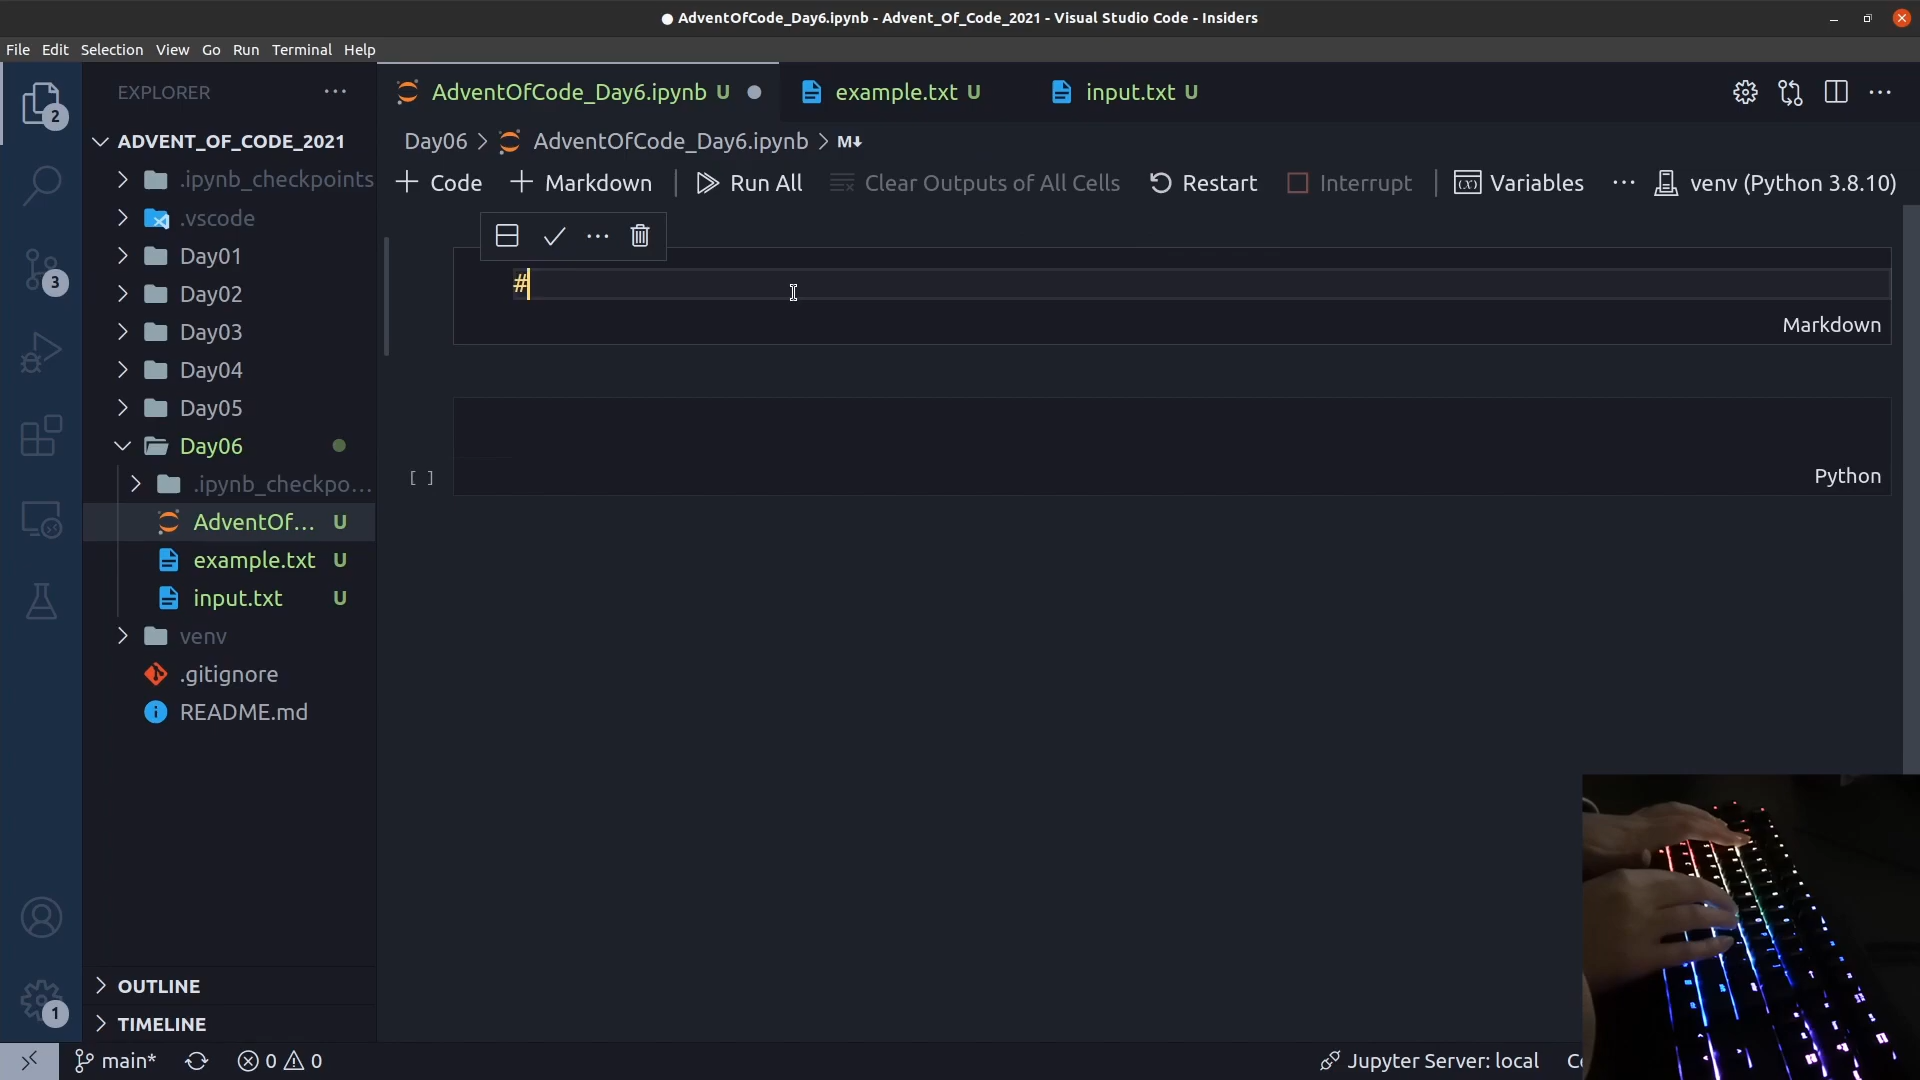 ● AdventOfCode_Day6.ipynb - Advent_Of_Code_2021 - Visual Studio Code - Insiders
File Edit Selection View Go Run Terminal Help
EXPLORER
AdventOfCode_Day6.ipynb U
example.txt U
input.txt U
2
ADVENT_OF_CODE_2021
Day06 > AdventOfCode_Day6.ipynb > M↓
.ipynb_checkpoints
+ Code + Markdown Run All Clear Outputs of All Cells Restart Interrupt (x) Variables ... venv (Python 3.8.10)
.vscode
Day01
3
Day02
#
Markdown
Day03
Day04
Day05
Day06
[ ]
Python
.ipynb_checkpo...
AdventOf... U
example.txt U
input.txt U
venv
.gitignore
README.md
OUTLINE
1
TIMELINE
main*
0 0
Jupyter Server: local